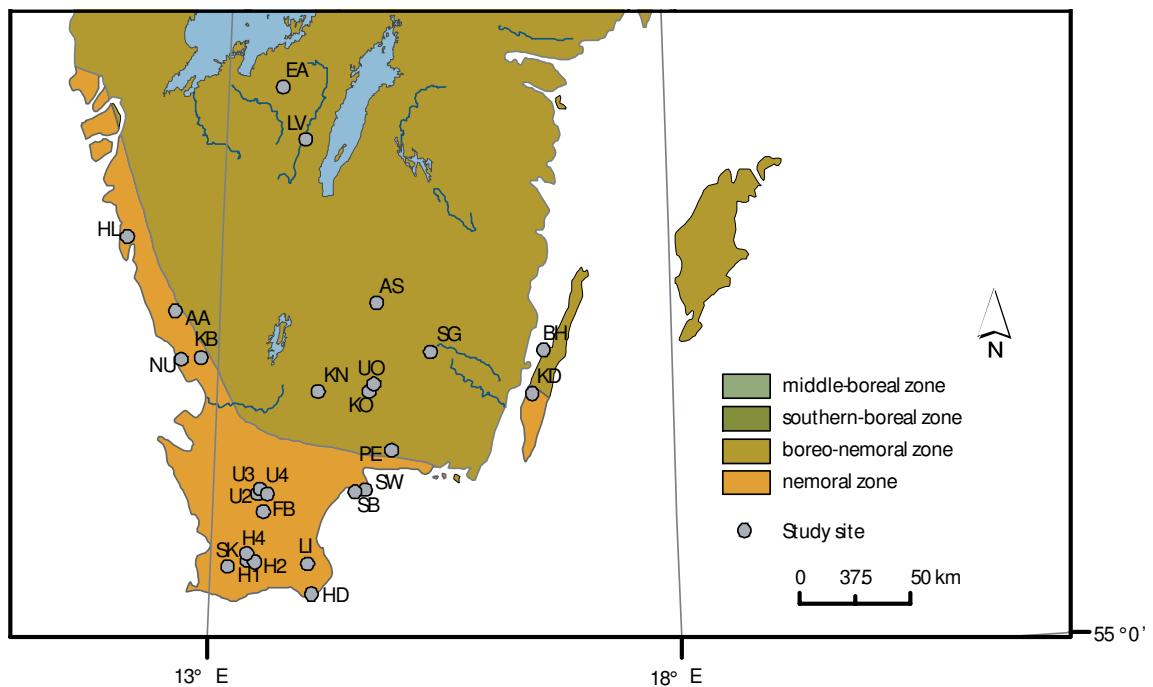 EA
LV
HL
AS
AA
KB
SG
BH
NU
UO
KN
KD
KO
PE
U3 U4
U2
SW
SB
FB
H4
SK
LI
H1 H2
HD
N
middle-boreal zone
southern-boreal zone
boreo-nemoral zone
nemoral zone
Study site
0 375 50 km
55°0'
13° E
18° E